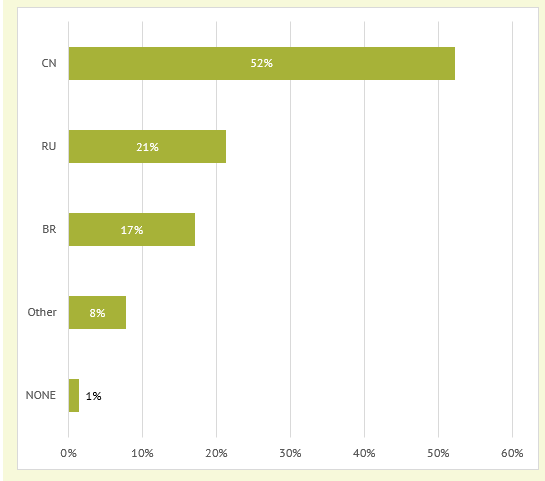 CN 52%
RU 21%
BR 17%
Other 8%
NONE 1%
0% 10% 20% 30% 40% 50% 60%